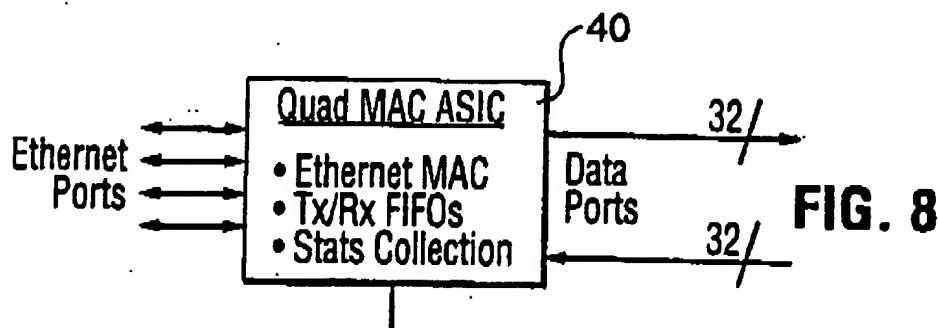 40
Quad MAC ASIC
• Ethernet MAC
• Tx/Rx FIFOs
• Stats Collection
Ethernet
Ports
32
Data
Ports
32
FIG. 8